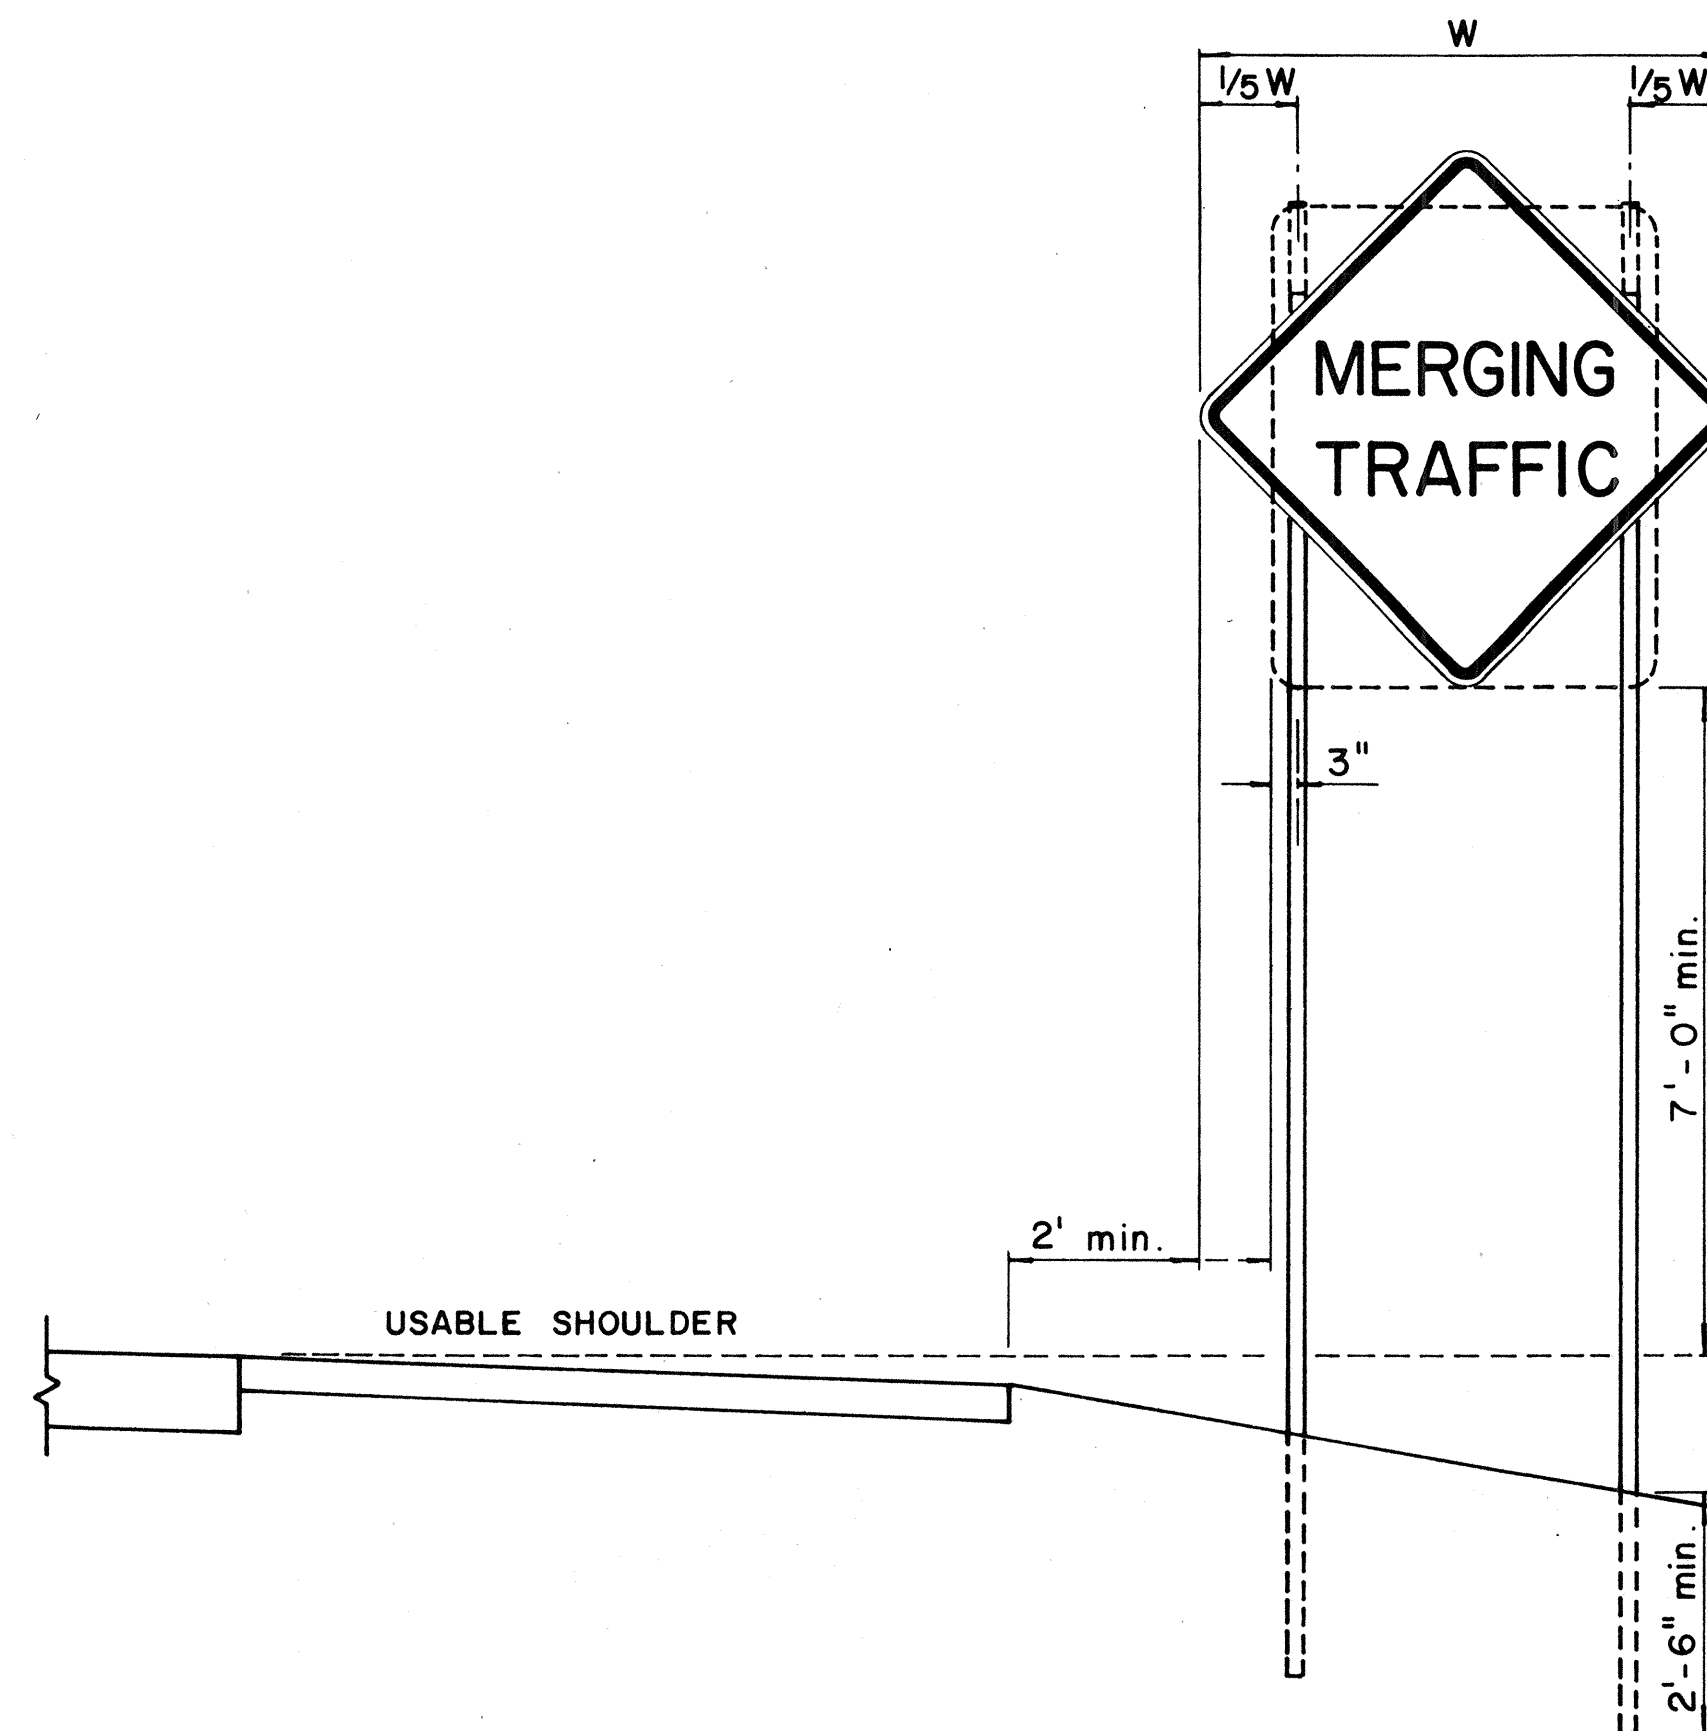 W
1/5 W
1/5 W
MERGING
TRAFFIC
3"
7'-0" min.
2' min.
USABLE SHOULDER
2'-6" min.